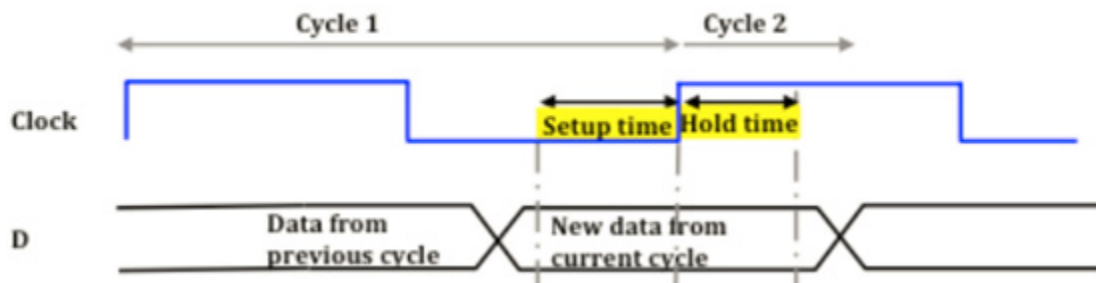 Cycle 1
Cycle 2
Clock
Setup time
Hold time
D
Data from
previous cycle
New data from
current cycle